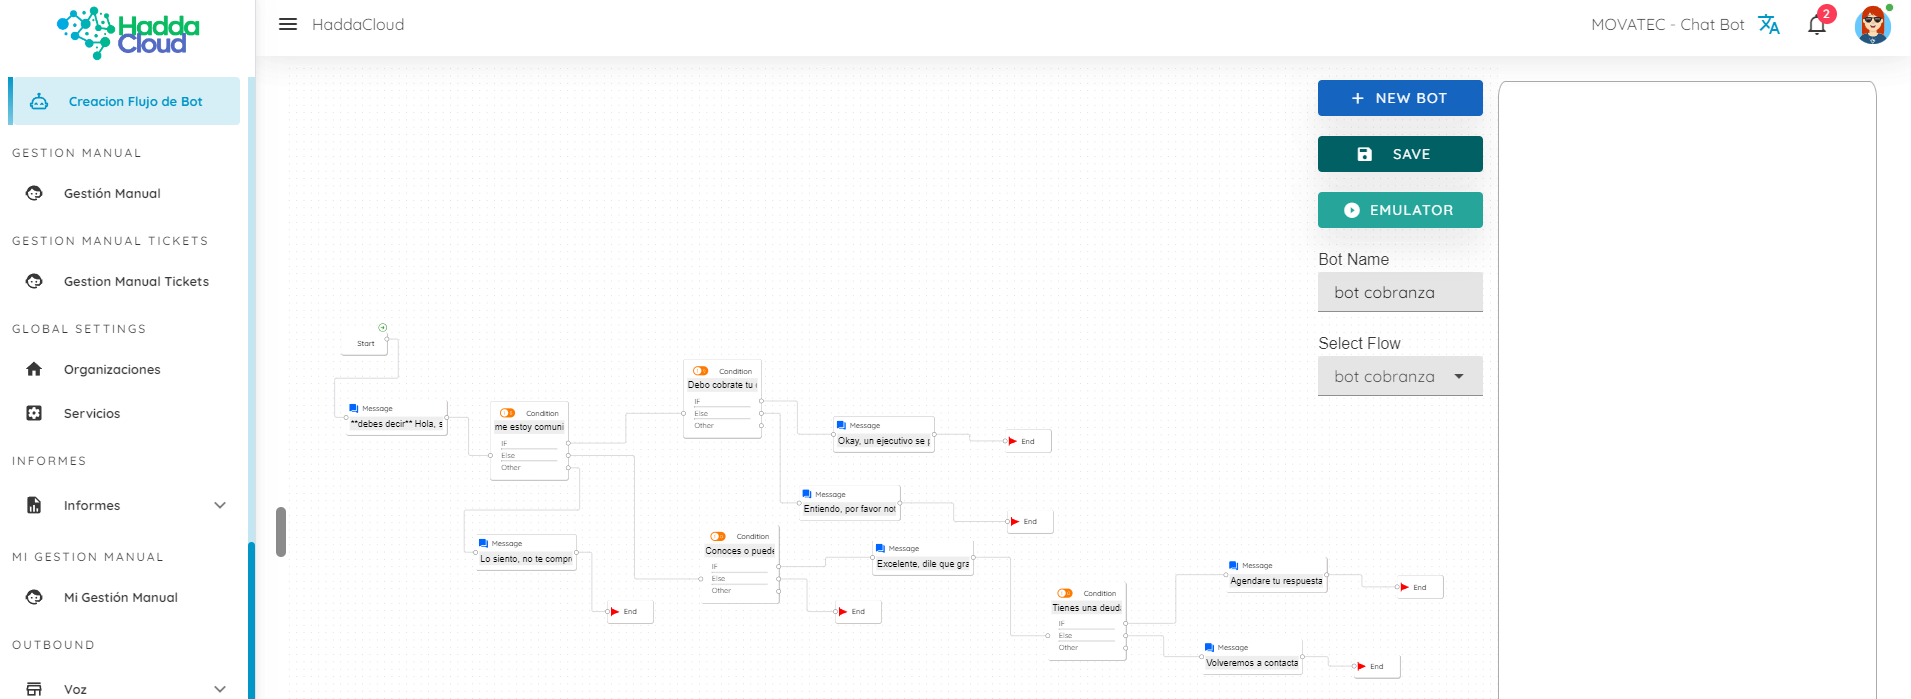 Hadda
Cloud
HaddaCloud
MOVATEC - Chat Bot
2
Creacion Flujo de Bot
GESTION MANUAL
Gestión Manual
GESTION MANUAL TICKETS
Gestion Manual Tickets
GLOBAL SETTINGS
Organizaciones
Servicios
INFORMES
Informes
MI GESTION MANUAL
Mi Gestión Manual
OUTBOUND
Voz
NEW BOT
SAVE
EMULATOR
Bot Name
bot cobranza
Select Flow
bot cobranza
Start
Message
**debes decir** Hola, s
Condition
me estoy comuni
IF
Else
Other
Condition
Debo cobrate tu
IF
Else
Other
Message
Okay, un ejecutivo se
End
Message
Entiendo, por favor not
End
Message
Lo siento, no te compr
End
Condition
Conoces o puede
IF
Else
Other
End
Message
Excelente, dile que gra
Condition
Tienes una deud
IF
Else
Other
Message
Agendare tu respuesta
End
Message
Volveremos a contacta
End